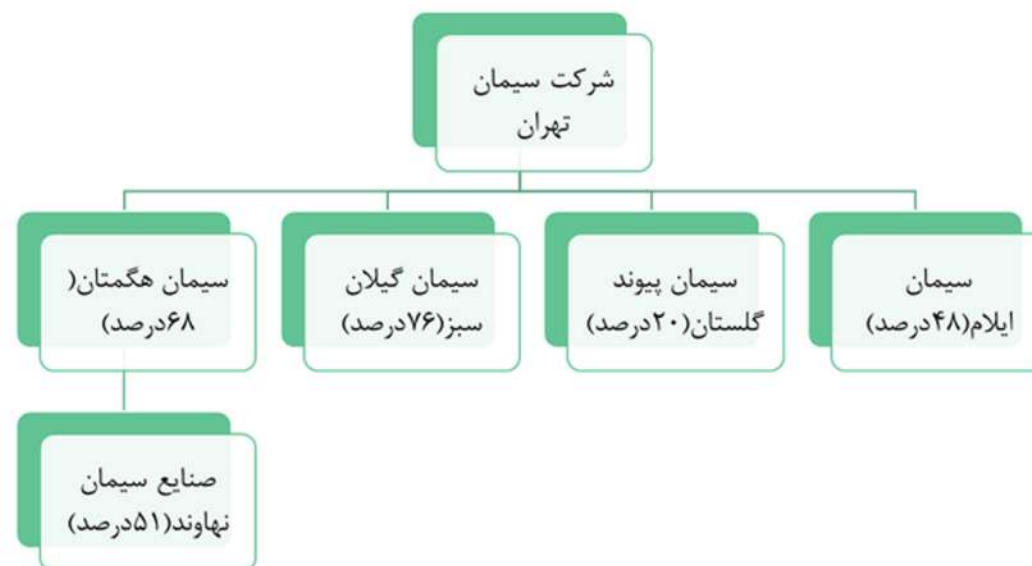 شرکت سیمان
تهران
سیمان
ایلام(۴۸درصد)
سیمان پیوند
گلستان(۲۰درصد)
سیمان گیلان
سبز(۷۶درصد)
سیمان هگمتان(
۶۸درصد)
صنایع سیمان
نهاوند(۵۱درصد)